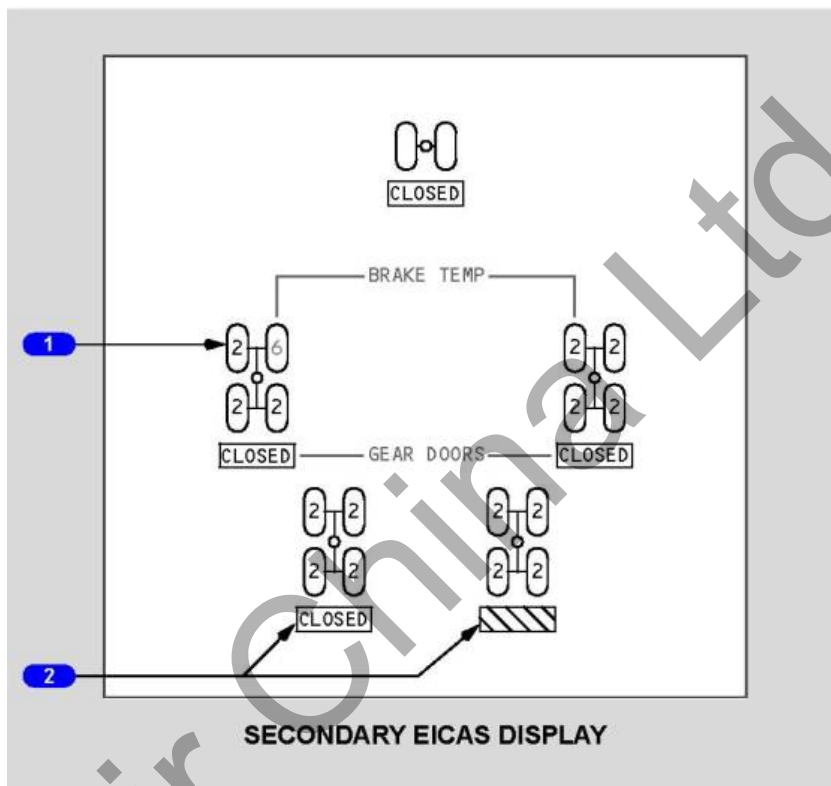 CLOSED
BRAKE TEMP
1
2 6 2 2
2 2 2 2
CLOSED GEAR DOORS CLOSED
2 2 2 2
2 2 2 2
CLOSED
2
SECONDARY EICAS DISPLAY
ir China Ltd